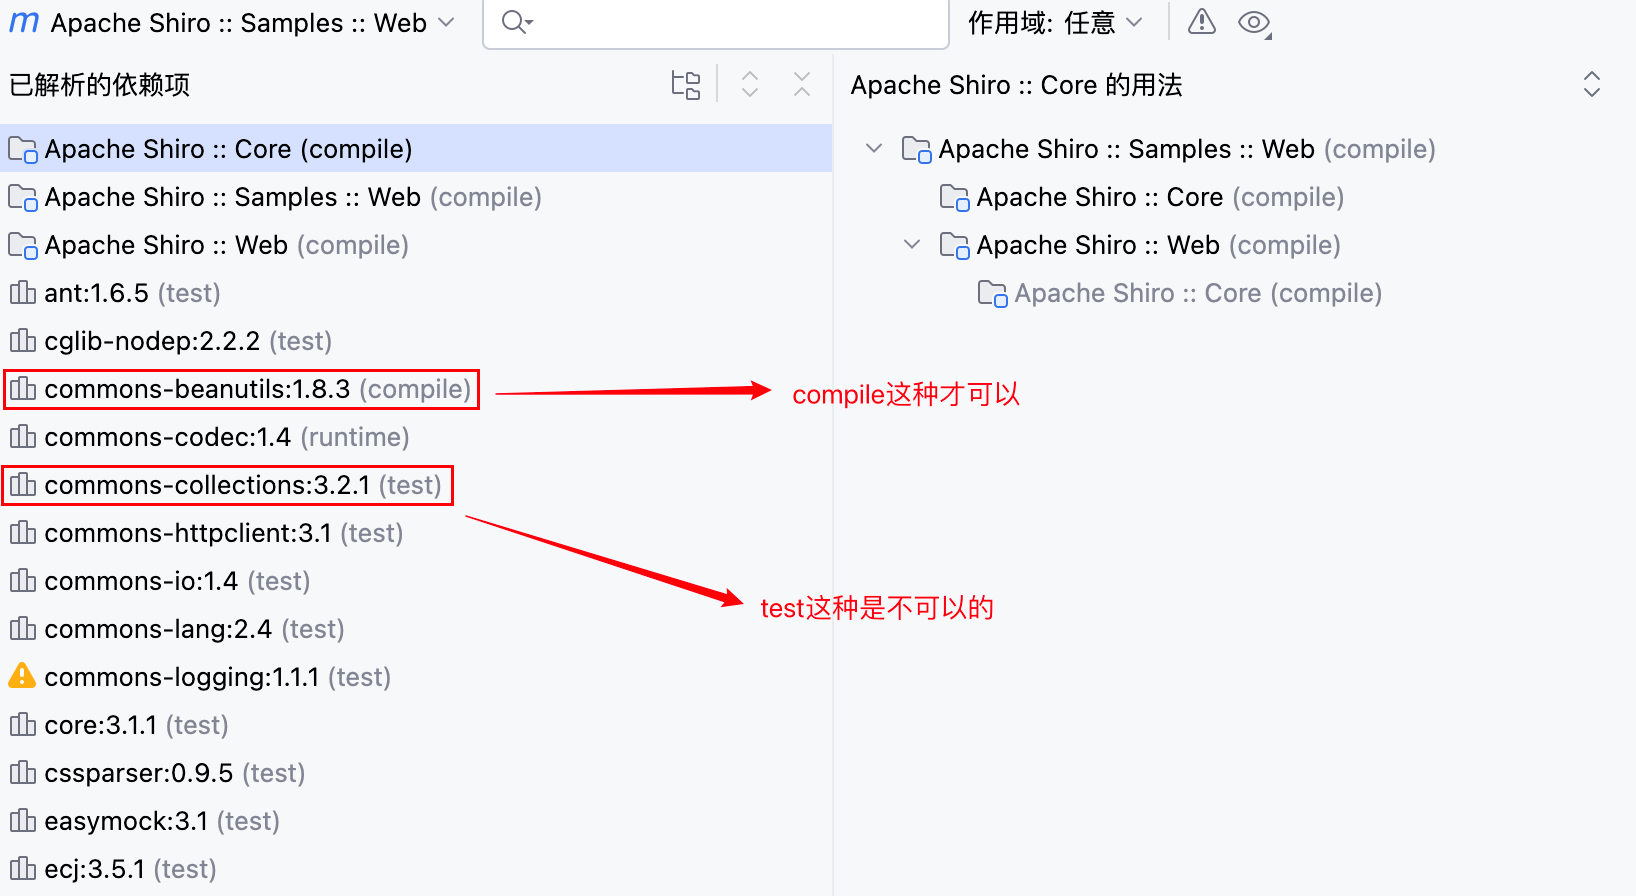 m Apache Shiro :: Samples :: Web
作用域: 任意
已解析的依赖项
Apache Shiro :: Core 的用法
Apache Shiro :: Core (compile)
Apache Shiro :: Samples :: Web (compile)
Apache Shiro :: Web (compile)
ant:1.6.5 (test)
cglib-nodep:2.2.2 (test)
commons-beanutils:1.8.3 (compile)
commons-codec:1.4 (runtime)
commons-collections:3.2.1 (test)
commons-httpclient:3.1 (test)
commons-io:1.4 (test)
commons-lang:2.4 (test)
commons-logging:1.1.1 (test)
core:3.1.1 (test)
cssparser:0.9.5 (test)
easymock:3.1 (test)
ecj:3.5.1 (test)
Apache Shiro :: Samples :: Web (compile)
Apache Shiro :: Core (compile)
Apache Shiro :: Web (compile)
Apache Shiro :: Core (compile)
compile这种才可以
test这种是不可以的